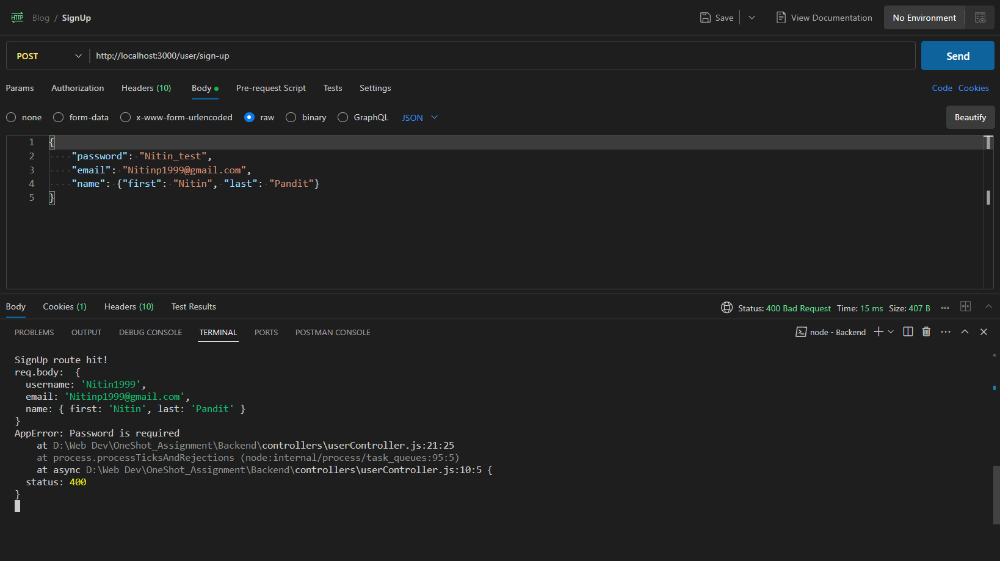 HTTP Blog / SignUp Save View Documentation No Environment
POST http://localhost:3000/user/sign-up Send
Params Authorization Headers (10) Body Pre-request Script Tests Settings Code Cookies
none form-data x-www-form-urlencoded raw binary GraphQL JSON Beautify
1 {
2 "password": "Nitin_test",
3 "email": "Nitinp1999@gmail.com",
4 "name": {"first": "Nitin", "last": "Pandit"}
5 }
Body Cookies (1) Headers (10) Test Results Status: 400 Bad Request Time: 15 ms Size: 407 B
PROBLEMS OUTPUT DEBUG CONSOLE TERMINAL PORTS POSTMAN CONSOLE node - Backend
SignUp route hit!
req.body:  {
  username: 'Nitin1999',
  email: 'Nitinp1999@gmail.com',
  name: { first: 'Nitin', last: 'Pandit' }
}
AppError: Password is required
    at D:\Web Dev\OneShot_Assignment\Backend\controllers\userController.js:21:25
    at process.processTicksAndRejections (node:internal/process/task_queues:95:5)
    at async D:\Web Dev\OneShot_Assignment\Backend\controllers\userController.js:10:5 {
  status: 400
}